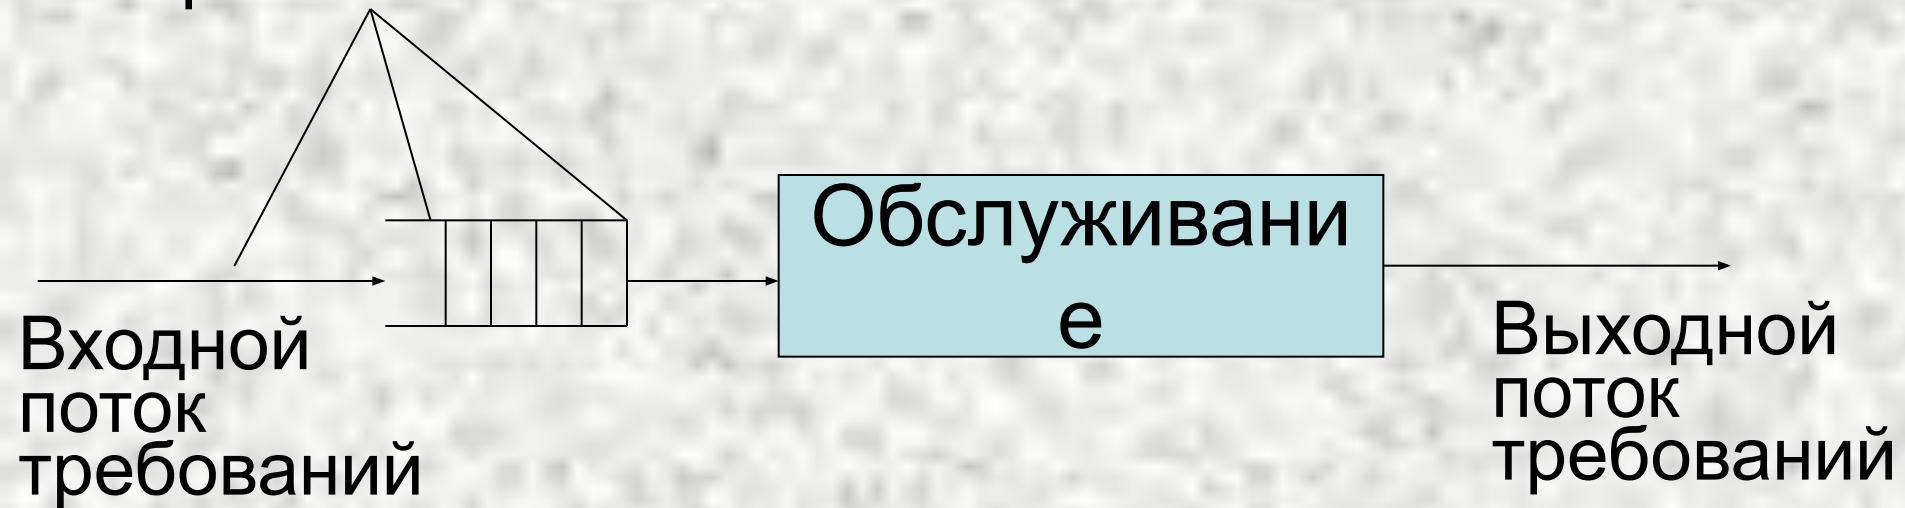 Обслуживани
е
Входной
поток
требований
Выходной
поток
требований